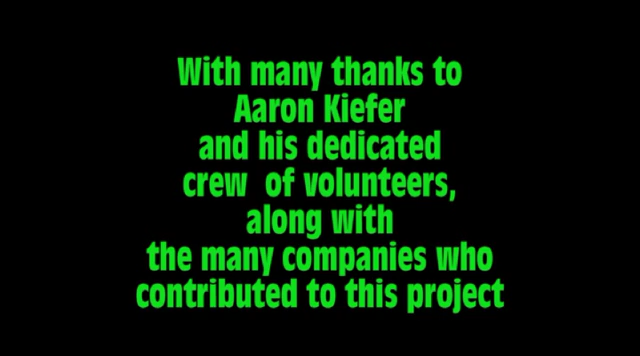 With many thanks to
Aaron Kiefer
and his dedicated
crew  of volunteers,
along with
the many companies who
contributed to this project